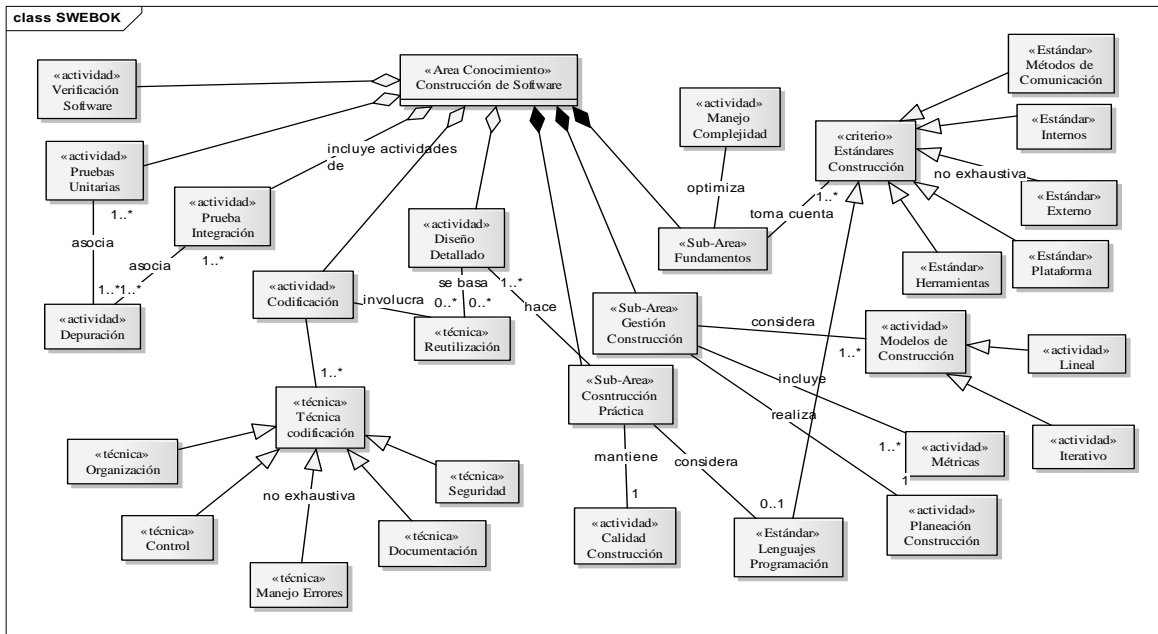 class SWEBOK
«actividad»
Verificación
Software
«Area Conocimiento»
Construcción de Software
«actividad»
Manejo
Complejidad
«Estándar»
Métodos de
Comunicación
«criterio»
Estándares
Construcción
«Estándar»
Internos
no exhaustiva
«Estándar»
Externo
«Estándar»
Plataforma
«Estándar»
Herramientas
«actividad»
Pruebas
Unitarias
1..*
incluye actividades
de
«actividad»
Prueba
Integración
1..*
asocia
asocia
1..*
1..*
«actividad»
Depuración
optimiza
toma cuenta
1..*
«Sub-Area»
Fundamentos
«actividad»
Diseño
Detallado
se basa
1..*
0..*
0..*
hace
«actividad»
Codificación
involucra
«técnica»
Reutilización
«Sub-Area»
Gestión
Construcción
considera
1..*
«actividad»
Modelos de
Construcción
«actividad»
Lineal
«actividad»
Iterativo
1..*
«técnica»
Técnica
codificación
«Sub-Area»
Cosntrucción
Práctica
incluye
realiza
1..*
1
«actividad»
Métricas
«técnica»
Organización
«técnica»
Seguridad
no exhaustiva
mantiene
considera
1
0..1
«técnica»
Control
«técnica»
Documentación
«técnica»
Manejo Errores
«actividad»
Calidad
Construcción
«Estándar»
Lenguajes
Programación
«actividad»
Planeación
Construcción